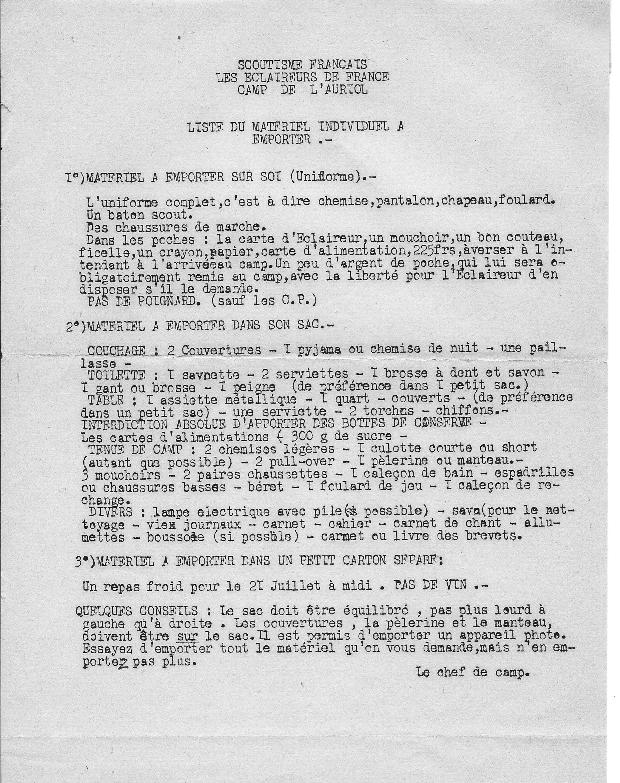 SCOUTISME FRANCAIS
LES ECLAIREURS DE FRANCE
CAMP DE L'AURIOL
LISTE DU MATERIEL INDIVIDUEL A
EMPORTER .-
1°)MATERIEL A EMPORTER SUR SOI (Uniforme).-
L'uniforme complet,c'est à dire chemise,pantalon,chapeau,foulard.
Un baton scout.
Des chaussures de marche.
Dans les poches : la carte d'Eclaireur,un mouchoir,un bon couteau,
ficelle,un crayon,papier,carte d'alimentation,225frs,àverser à l'in-
tendant à l'arrivéeau camp.Un peu d'argent de poche,qui lui sera o-
bligatoirement remis au camp,avec la liberté pour l'Eclaireur d'en
disposer s'il le demande.
PAS DE POIGNARD. (sauf les C.P.)
2°)MATERIEL A EMPORTER DANS SON SAC.-
COUCHAGE : 2 Couvertures - I pyjama ou chemise de nuit - une pail-
lasse -
TOILETTE : I savnette - 2 serviettes - I brosse à dent et savon -
I gant ou brosse - I peigne (de préférence dans I petit sac.)
TABLE : I assiette métallique - I quart - couverts - (de préférence
dans un petit sac) - une serviette - 2 torches - chiffons.-
INTERDICTION ABSOLUE D'APPORTER DES BOITES DE CONSERVE -
Les cartes d'alimentations + 300 g de sucre -
TENUE DE CAMP : 2 chemises légères - I culotte courte ou short
(autant que possible) - 2 pull-over - I pèlerine ou manteau.-
3 mouchoirs - 2 paires chaussettes - I caleçon de bain - espadrilles
ou chaussures basses - béret - I foulard de jeu - I caleçon de re-
change.
DIVERS : lampe electrique avec pile(si possible) - savn(pour le net-
toyage - viex journaux - carnet - cahier - carnet de chant - allu-
mettes - boussole (si possible) - carnet ou livre des brevets.
3°)MATERIEL A EMPORTER DANS UN PETIT CARTON SEPARE:
Un repas froid pour le 21 Juillet à midi . PAS DE VIN .-
QUELQUES CONSEILS : Le sac doit être équilibré , pas plus lourd à
gauche qu'à droite . Les couvertures , la pèlerine et le manteau,
doivent être sur le sac.Il est permis d'emporter un appareil photo.
Essayez d'emporter tout le matériel qu'on vous demande,mais n'en em-
portez pas plus.
Le chef de camp.